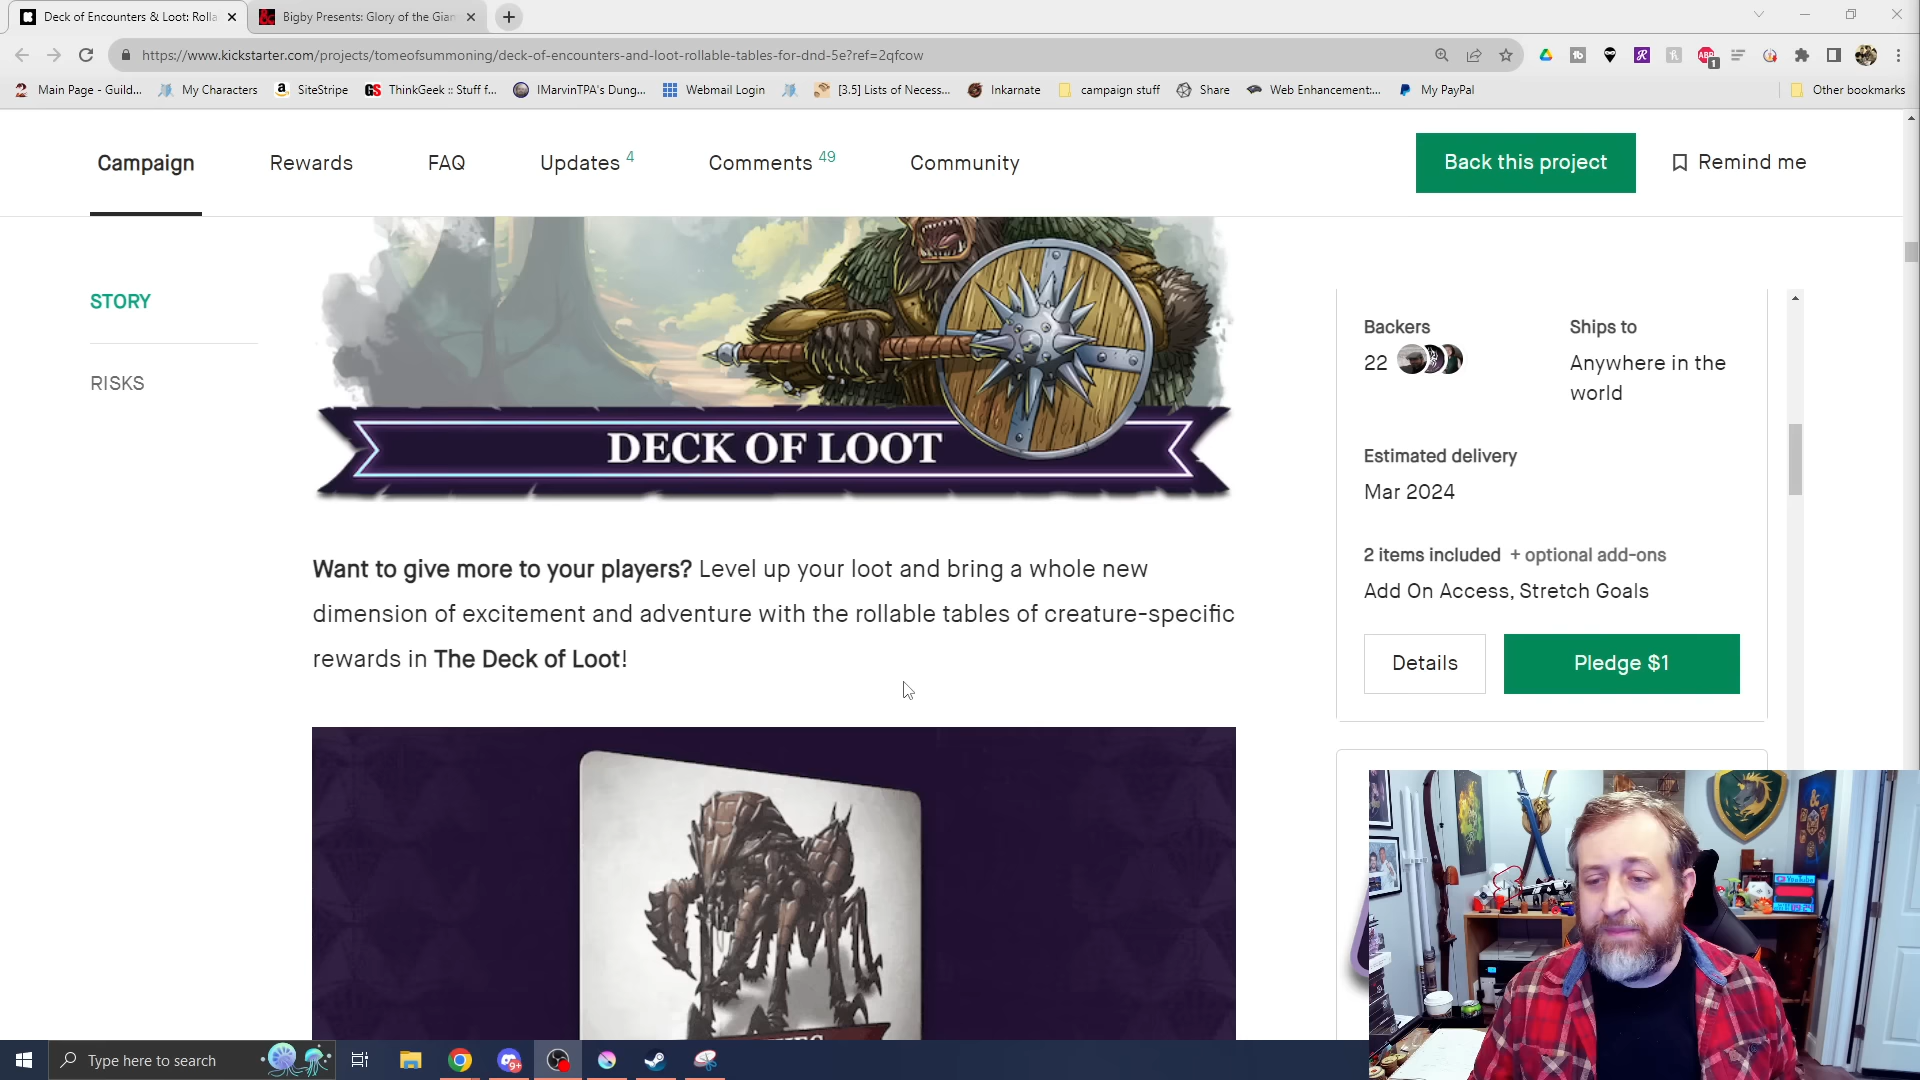 Deck of Encounters & Loot: Rolla
Bigby Presents: Glory of the Gian
https://www.kickstarter.com/projects/tomeofsummoning/deck-of-encounters-and-loot-rollable-tables-for-dnd-5e?ref=2qfcow
Main Page - Guild...
My Characters
SiteStripe
ThinkGeek :: Stuff f...
IMarvinTPA's Dung...
Webmail Login
[3.5] Lists of Necess...
Inkarnate
campaign stuff
Share
Web Enhancement:...
My PayPal
Other bookmarks
Campaign
Rewards
FAQ
Updates 4
Comments 49
Community
Back this project
Remind me
STORY
RISKS
DECK OF LOOT
Want to give more to your players? Level up your loot and bring a whole new
dimension of excitement and adventure with the rollable tables of creature-specific
rewards in The Deck of Loot!
Backers
22
Ships to
Anywhere in the
world
Estimated delivery
Mar 2024
2 items included + optional add-ons
Add On Access, Stretch Goals
Details
Pledge $1
Type here to search